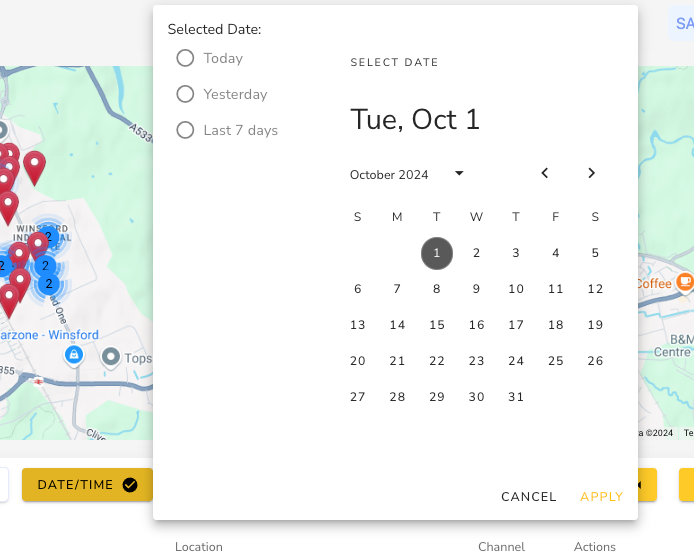 Selected Date:
Today
Yesterday
Last 7 days
SELECT DATE
Tue, Oct 1
October 2024
S M T W T F S
1 2 3 4 5
6 7 8 9 10 11 12
13 14 15 16 17 18 19
20 21 22 23 24 25 26
27 28 29 30 31
CANCEL APPLY
SA
A533
WINSFORD
INDUSTRIAL
2
2
2
2
ad One
arzone - Winsford
Tops
355
Clive
Coffee
B&M
Centre
a ©2024 Te
DATE/TIME
Location Channel Actions